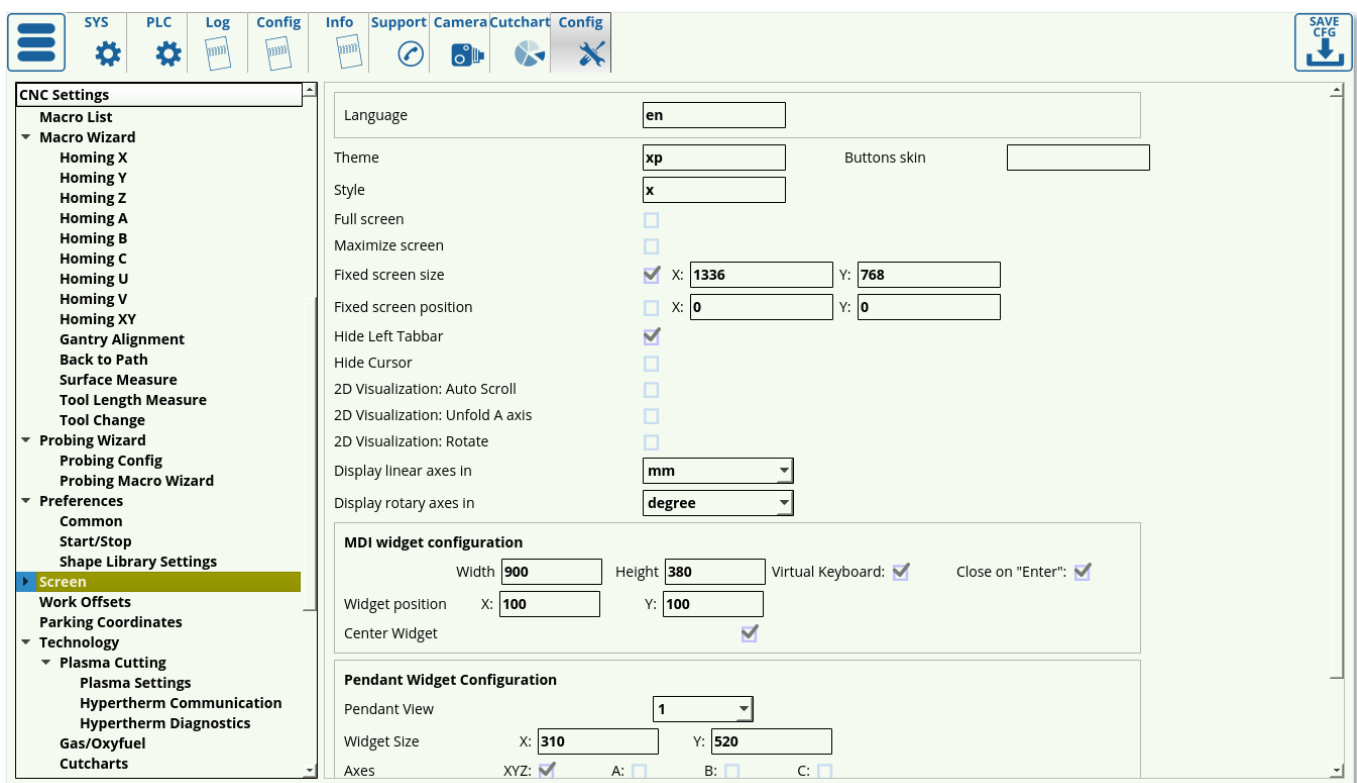 SYS PLC Log Config Info Support Camera Cutchart Config SAVE CFG
CNC Settings
Macro List
Macro Wizard
Homing X
Homing Y
Homing Z
Homing A
Homing B
Homing C
Homing U
Homing V
Homing XY
Gantry Alignment
Back to Path
Surface Measure
Tool Length Measure
Tool Change
Probing Wizard
Probing Config
Probing Macro Wizard
Preferences
Common
Start/Stop
Shape Library Settings
Screen
Work Offsets
Parking Coordinates
Technology
Plasma Cutting
Plasma Settings
Hypertherm Communication
Hypertherm Diagnostics
Gas/Oxyfuel
Cutcharts
Language en
Theme xp Buttons skin
Style x
Full screen
Maximize screen
Fixed screen size X: 1336 Y: 768
Fixed screen position X: 0 Y: 0
Hide Left Tabbar
Hide Cursor
2D Visualization: Auto Scroll
2D Visualization: Unfold A axis
2D Visualization: Rotate
Display linear axes in mm
Display rotary axes in degree
MDI widget configuration
Width 900 Height 380 Virtual Keyboard: Close on "Enter":
Widget position X: 100 Y: 100
Center Widget
Pendant Widget Configuration
Pendant View 1
Widget Size X: 310 Y: 520
Axes XYZ: A: B: C: